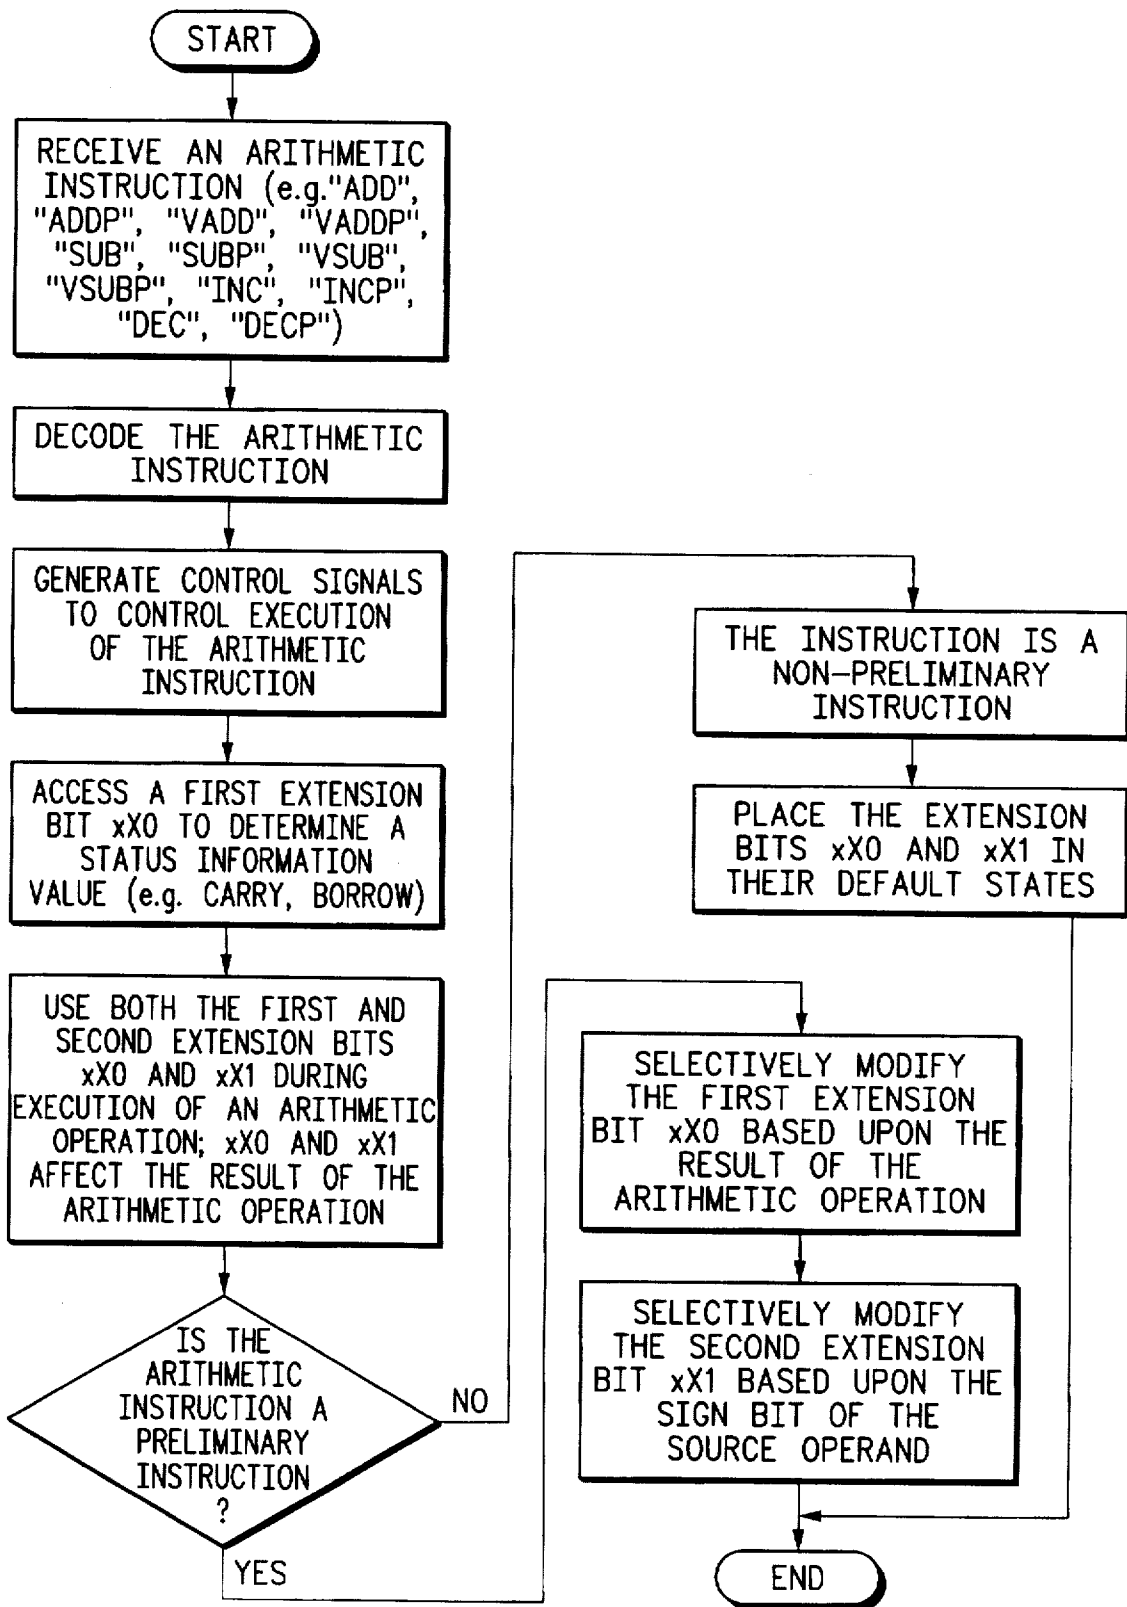 START
RECEIVE AN ARITHMETIC
INSTRUCTION (e.g."ADD",
"ADDP", "VADD", "VADDP",
"SUB", "SUBP", "VSUB",
"VSUBP", "INC", "INCP",
"DEC", "DECP")
DECODE THE ARITHMETIC
INSTRUCTION
GENERATE CONTROL SIGNALS
TO CONTROL EXECUTION
OF THE ARITHMETIC
INSTRUCTION
ACCESS A FIRST EXTENSION
BIT xX0 TO DETERMINE A
STATUS INFORMATION
VALUE (e.g. CARRY, BORROW)
USE BOTH THE FIRST AND
SECOND EXTENSION BITS
xX0 AND xX1 DURING
EXECUTION OF AN ARITHMETIC
OPERATION; xX0 AND xX1
AFFECT THE RESULT OF THE
ARITHMETIC OPERATION
IS THE
ARITHMETIC
INSTRUCTION A
PRELIMINARY
INSTRUCTION
?
NO
YES
THE INSTRUCTION IS A
NON-PRELIMINARY
INSTRUCTION
PLACE THE EXTENSION
BITS xX0 AND xX1 IN
THEIR DEFAULT STATES
SELECTIVELY MODIFY
THE FIRST EXTENSION
BIT xX0 BASED UPON THE
RESULT OF THE
ARITHMETIC OPERATION
SELECTIVELY MODIFY
THE SECOND EXTENSION
BIT xX1 BASED UPON THE
SIGN BIT OF THE
SOURCE OPERAND
END